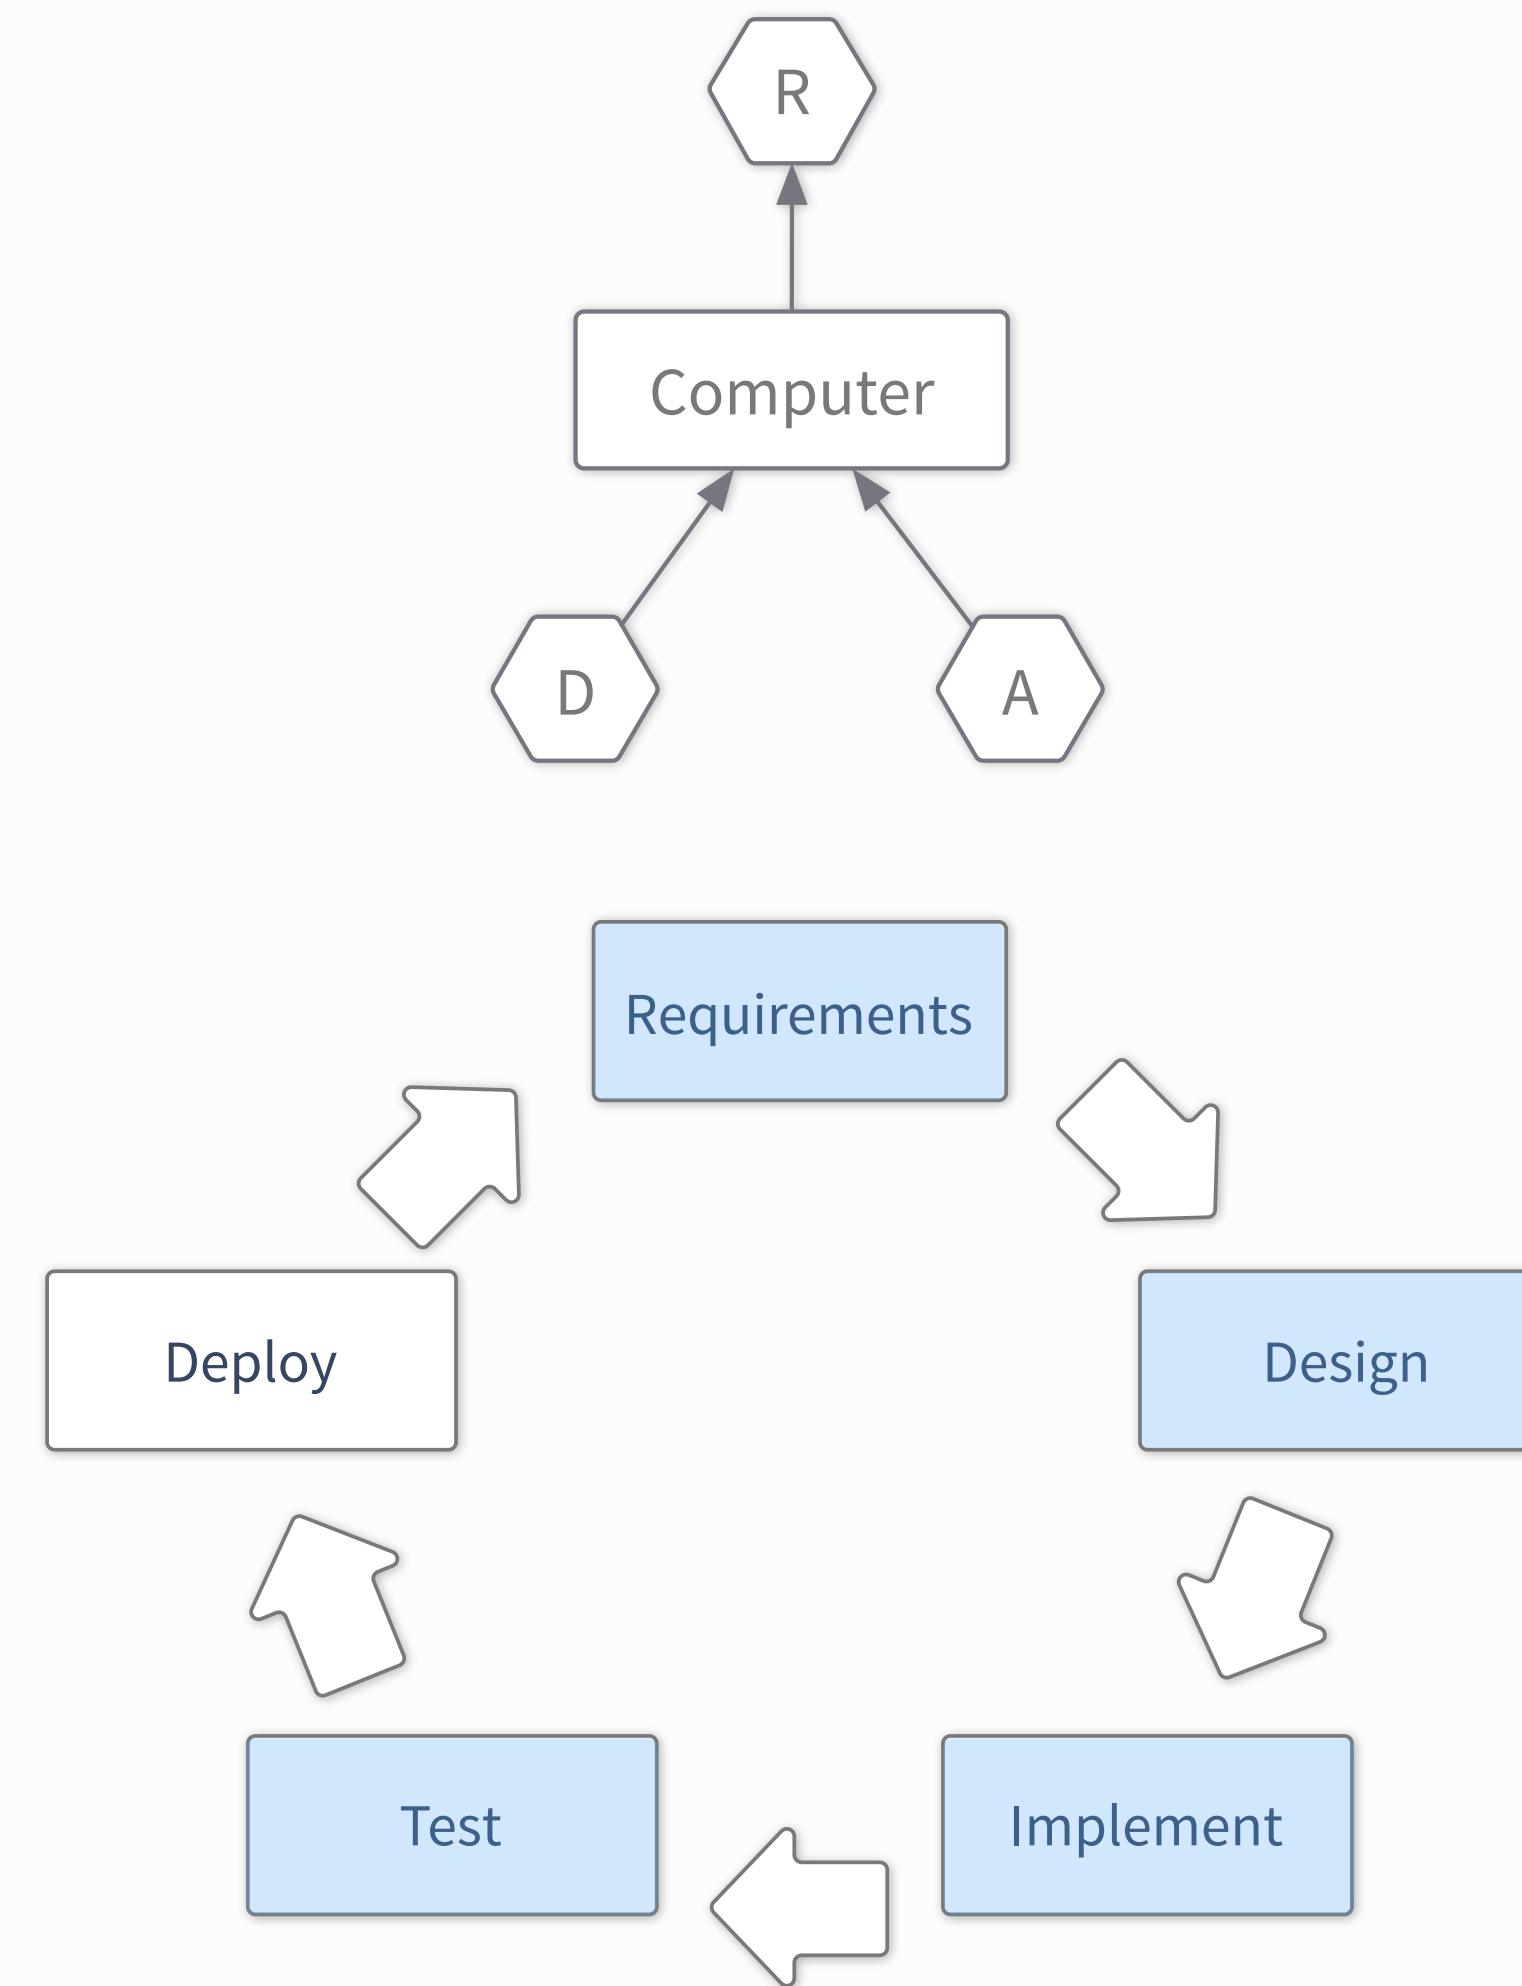 R
Computer
D
A
Requirements
Deploy
Design
Test
Implement